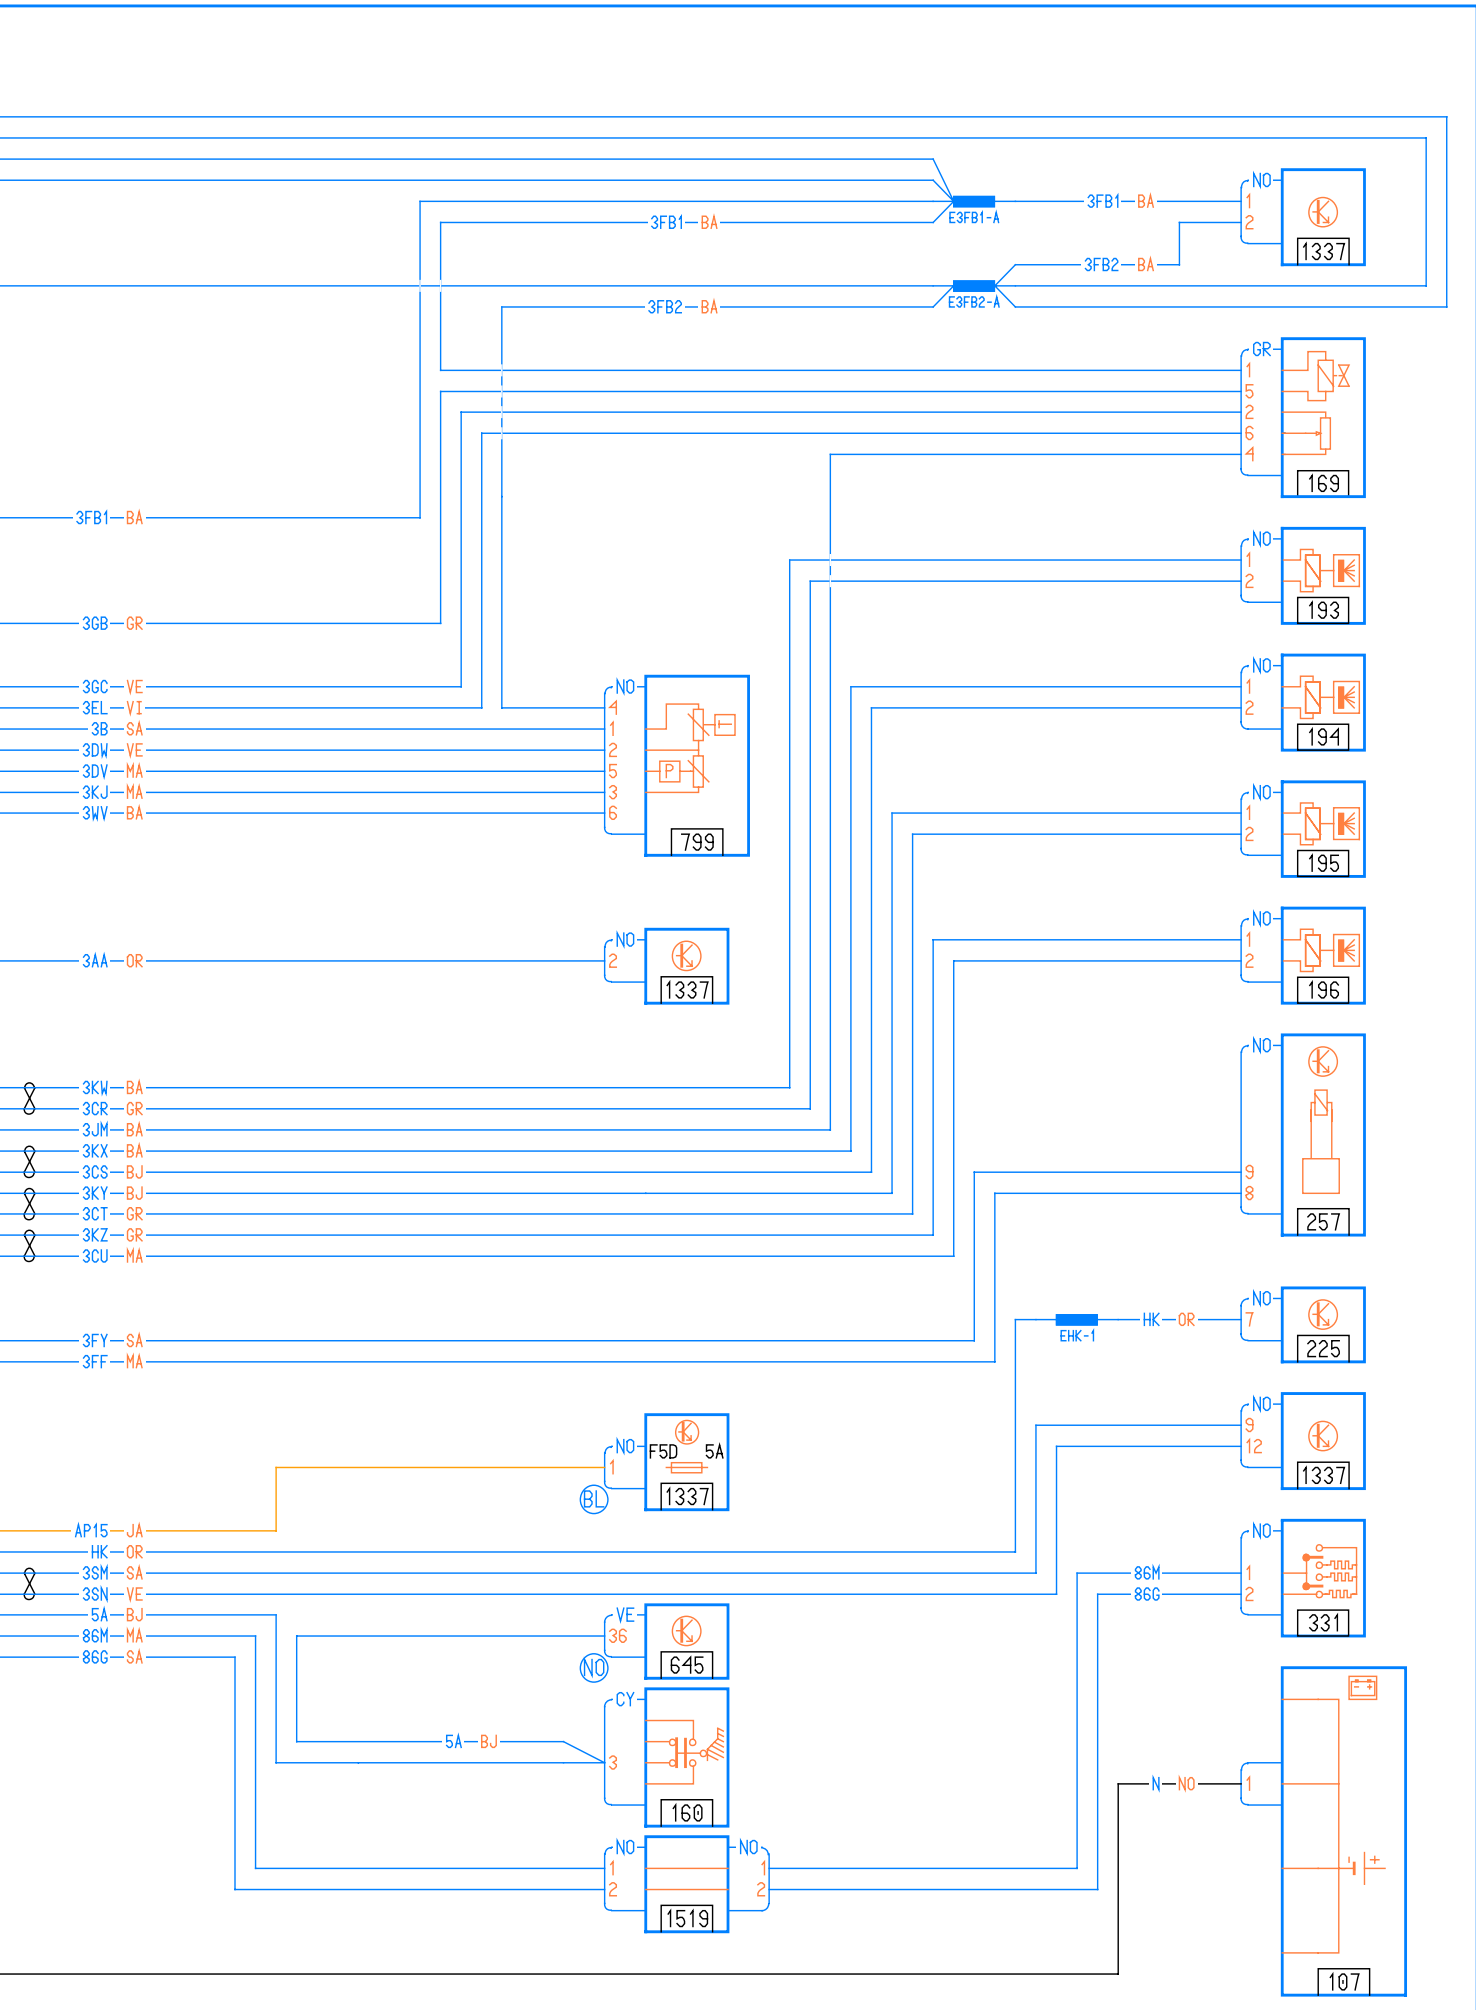 NO
3FB1 BA 1
E3FB1-A
3FB1 BA 2
1337
3FB2 BA
E3FB2-A
3FB2 BA
GR
1
5
2
6
4
169
3FB1 BA
NO
1
2
193
3GB GR
NO
1
2
194
3GC VE NO
3EL VI 4
3B SA 1
3DW VE 2
3DV MA 5
P
3KJ MA 3
3WV BA 6
799
NO
1
2
195
NO
1
2
196
NO
3AA OR 2
1337
NO
9
8
257
3KW BA
3CR GR
3JM BA
3KX BA
3CS BJ
3KY BJ
3CT GR
3KZ GR
3CU MA
NO
HK OR 7
EHK-1
225
3FY SA
3FF MA
NO
9
12
1337
NO
F5D 5A
1
BL
1337
AP15 JA
HK OR
3SM SA
3SN VE
5A BJ
86M MA
86G SA
NO
86M 1
86G 2
331
VE
36
NO
645
CY
5A BJ
3
160
N NO 1
NO NO
1 1
2 2
1519
- +
107